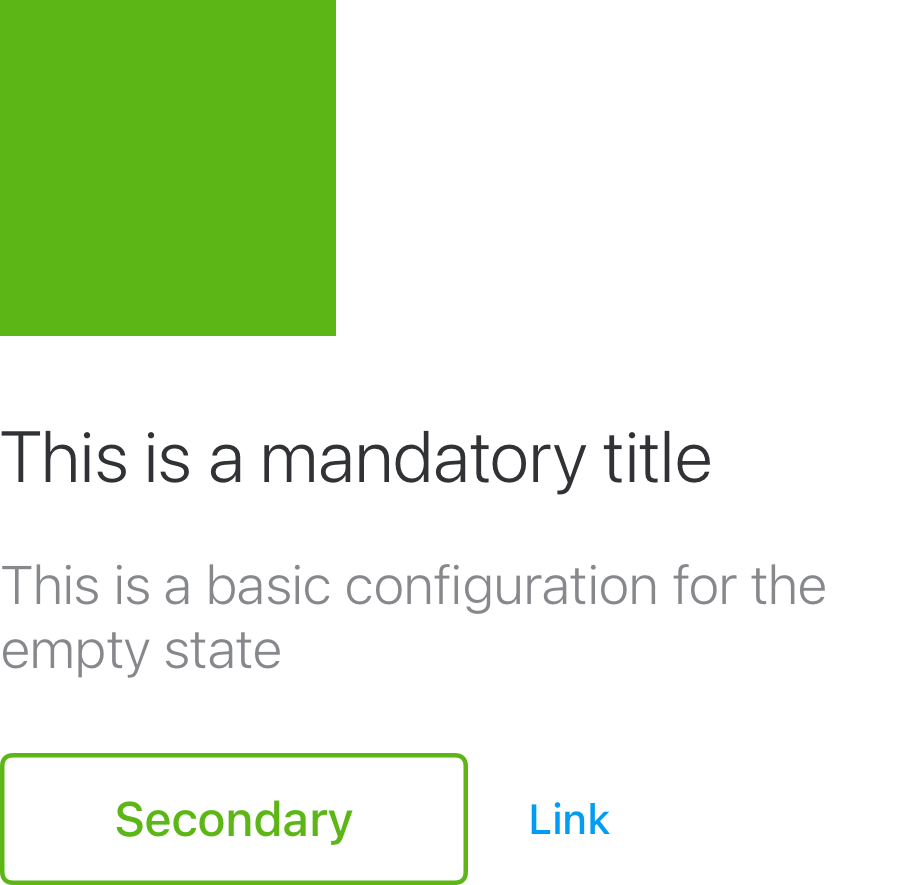 This is a mandatory title
This is a basic configuration for the
empty state
Secondary
Link